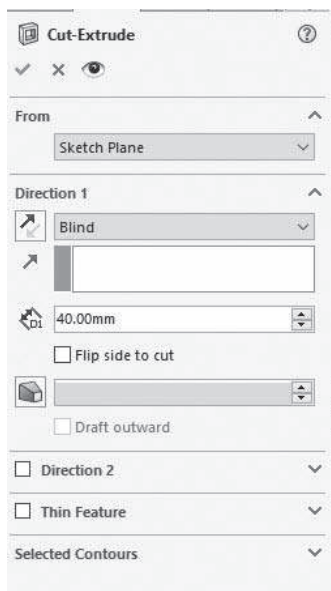 Cut-Extrude
From
Sketch Plane
Direction 1
Blind
D1
40.00mm
Flip side to cut
Draft outward
Direction 2
Thin Feature
Selected Contours